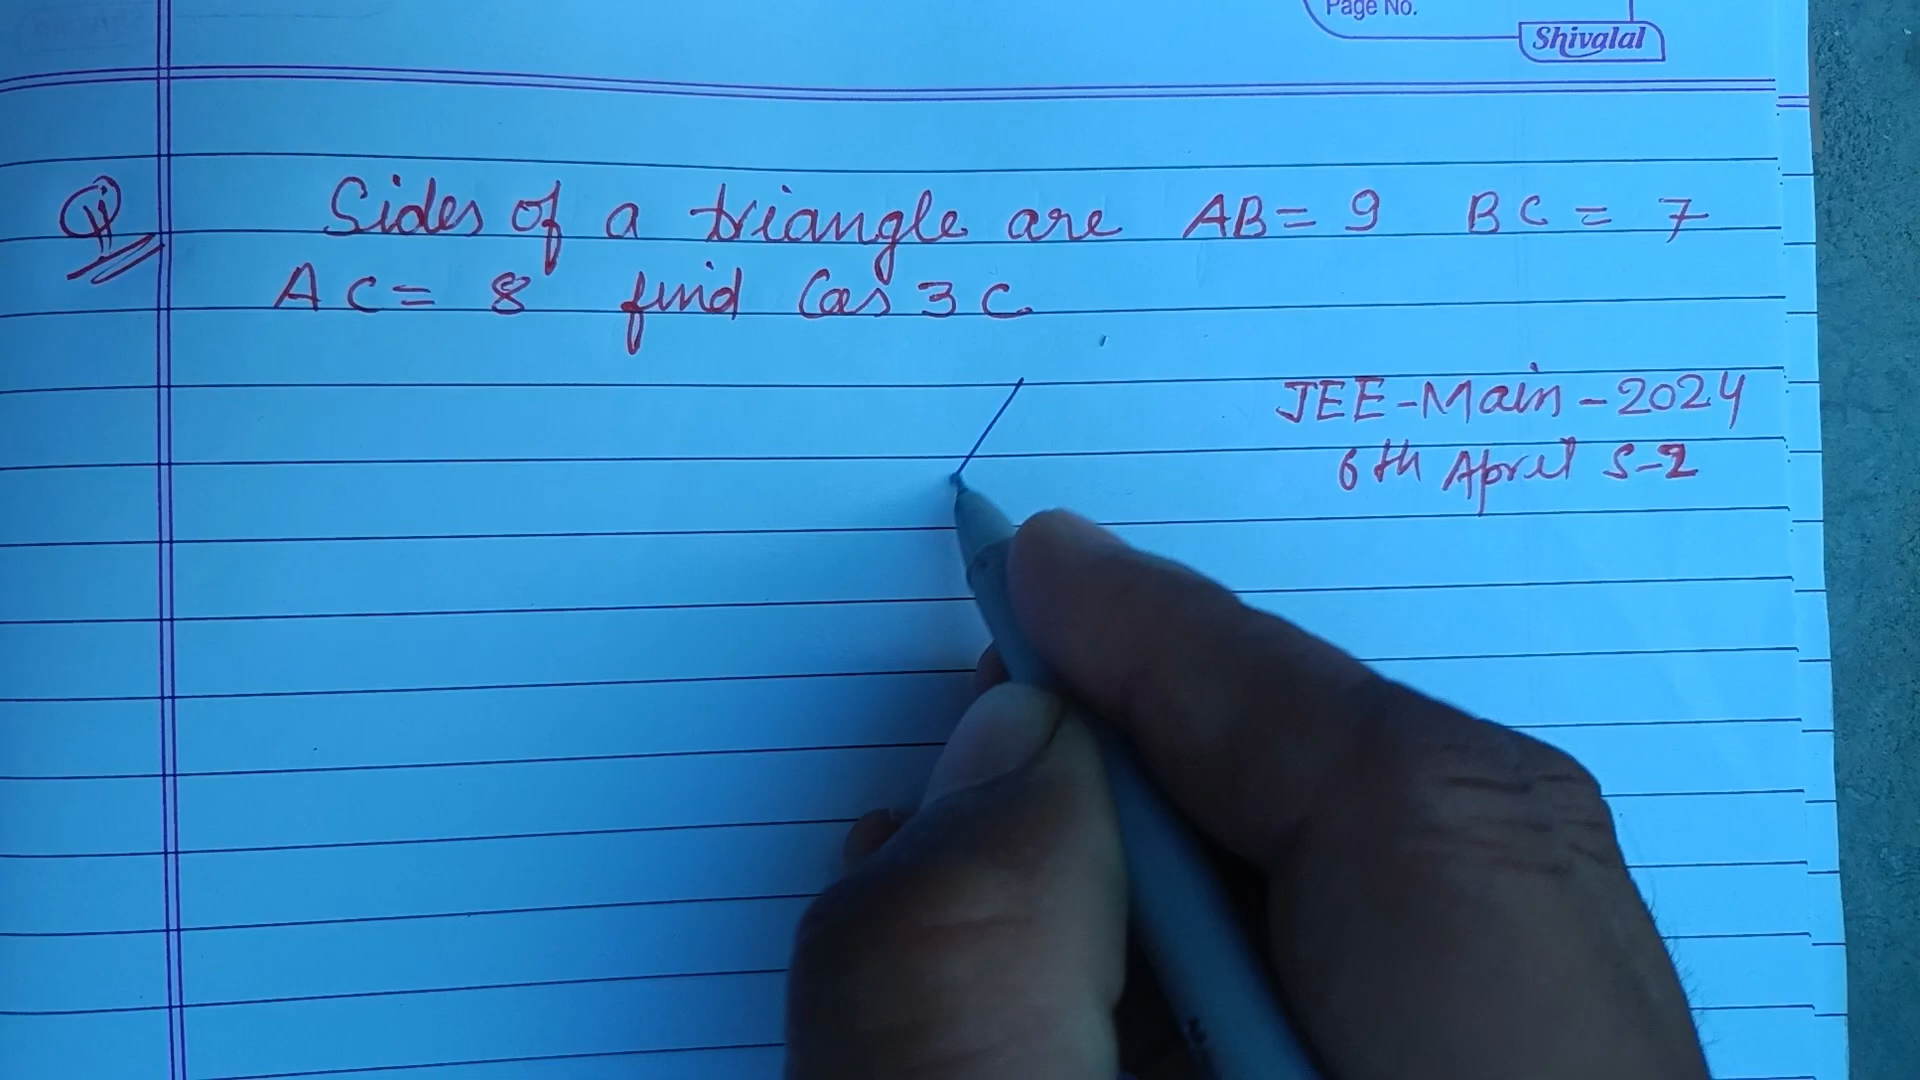 Page No.
Shivalal
Q Sides of a triangle are AB = 9 BC = 7
AC = 8 find Cos 3C
JEE-Main-2024
6th April S-2